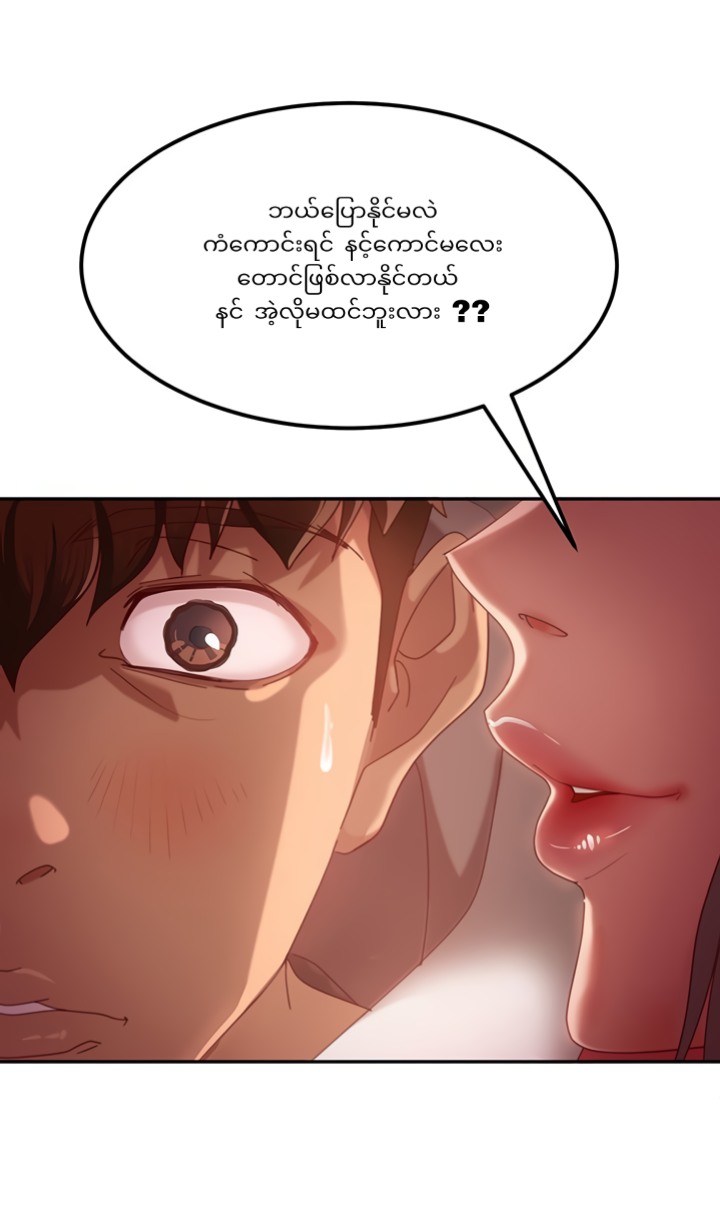 ဘယ်ပြောနိုင်မလဲ
ကံကောင်းရင် နင့်ကောင်မလေး
တောင်ဖြစ်လာနိုင်တယ်
နင် အဲ့လိုမထင်ဘူးလား ??